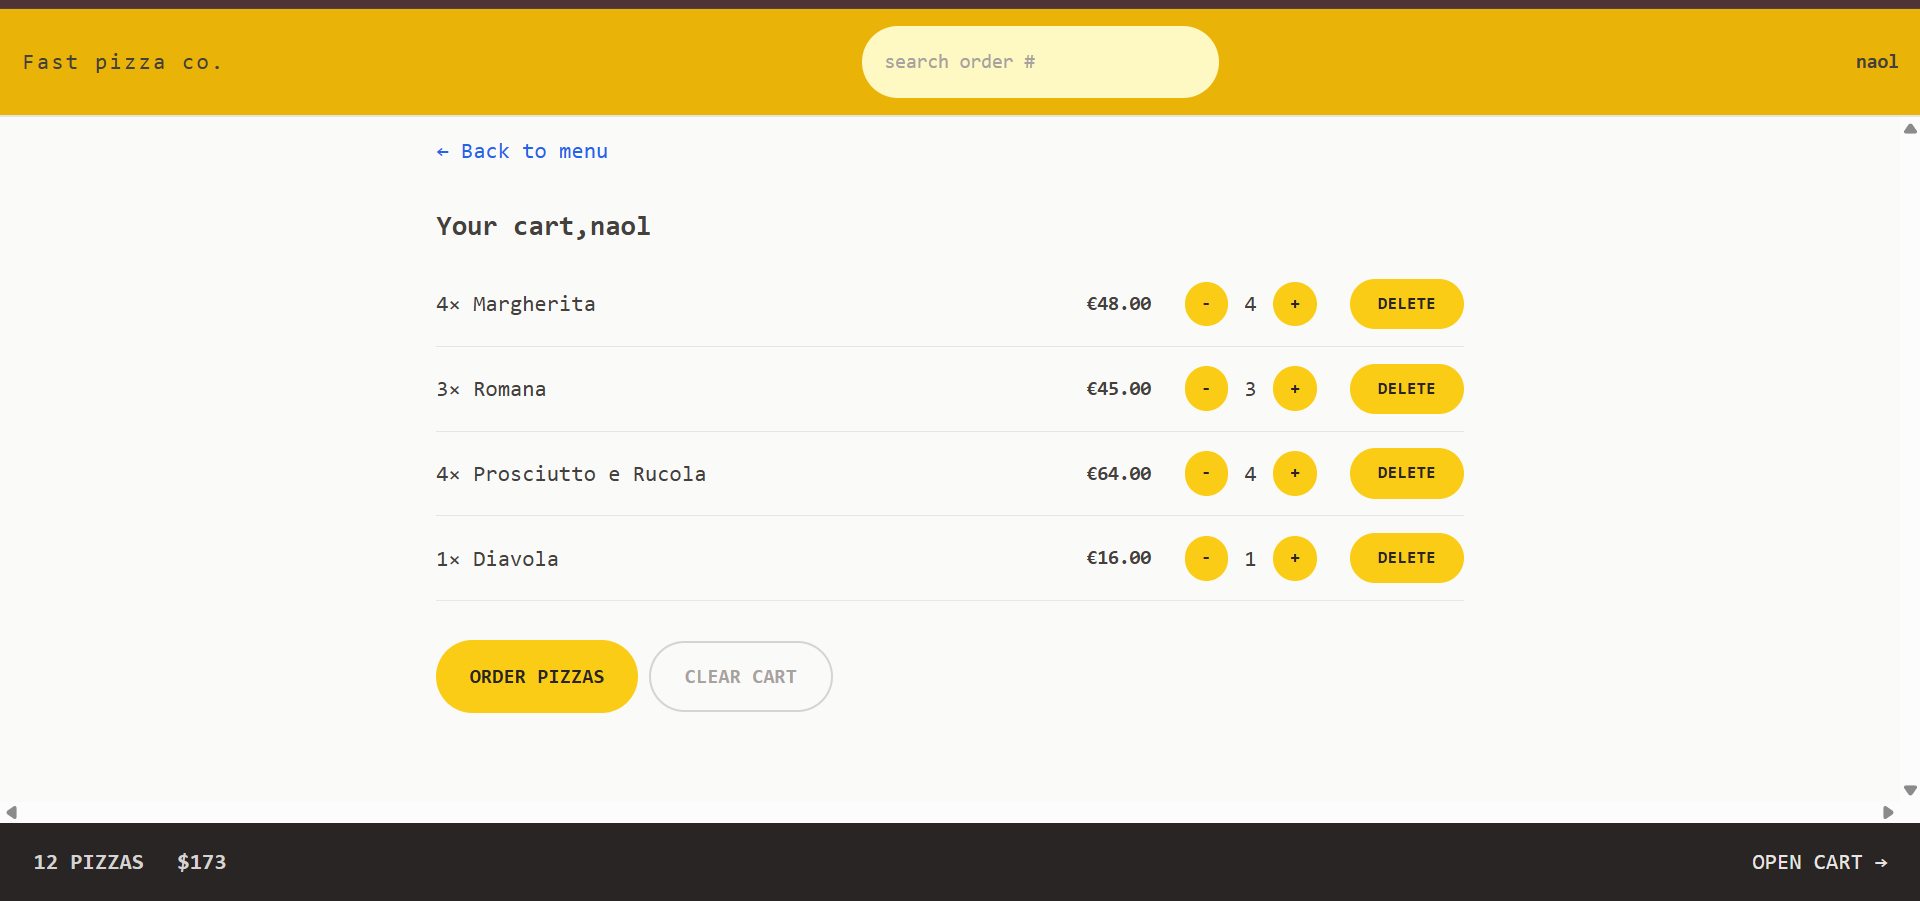 Fast pizza co. search order # naol
← Back to menu
Your cart,naol
4× Margherita €48.00 - 4 + DELETE
3× Romana €45.00 - 3 + DELETE
4× Prosciutto e Rucola €64.00 - 4 + DELETE
1× Diavola €16.00 - 1 + DELETE
ORDER PIZZAS CLEAR CART
12 PIZZAS $173 OPEN CART →